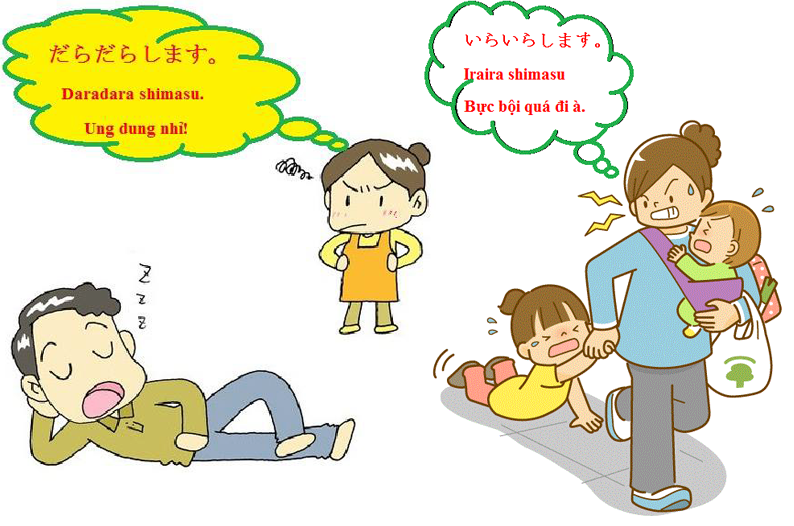 だらだらします。
Daradara shimasu.
Ung dung nhỉ!
Z
Z
Z
いらいらします。
Iraira shimasu
Bực bội quá đi à.